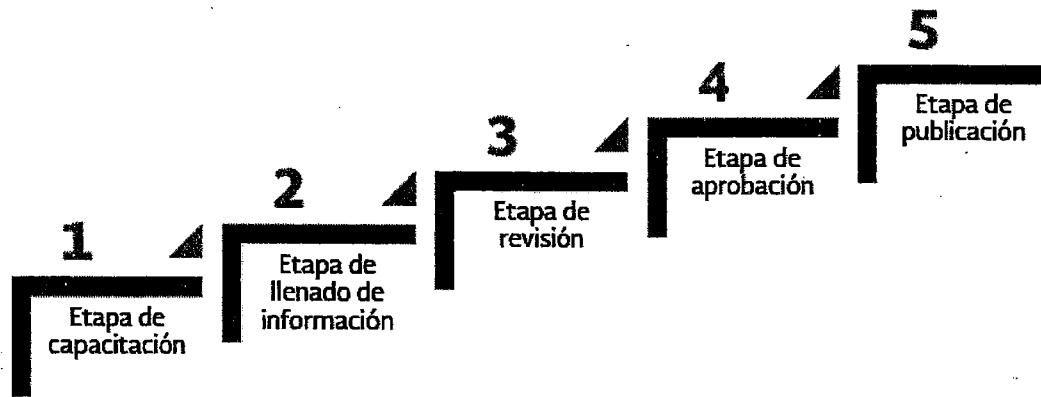 1
Etapa de
capacitación
2
Etapa de
llenado de
información
3
Etapa de
revisión
4
Etapa de
aprobación
5
Etapa de
publicación